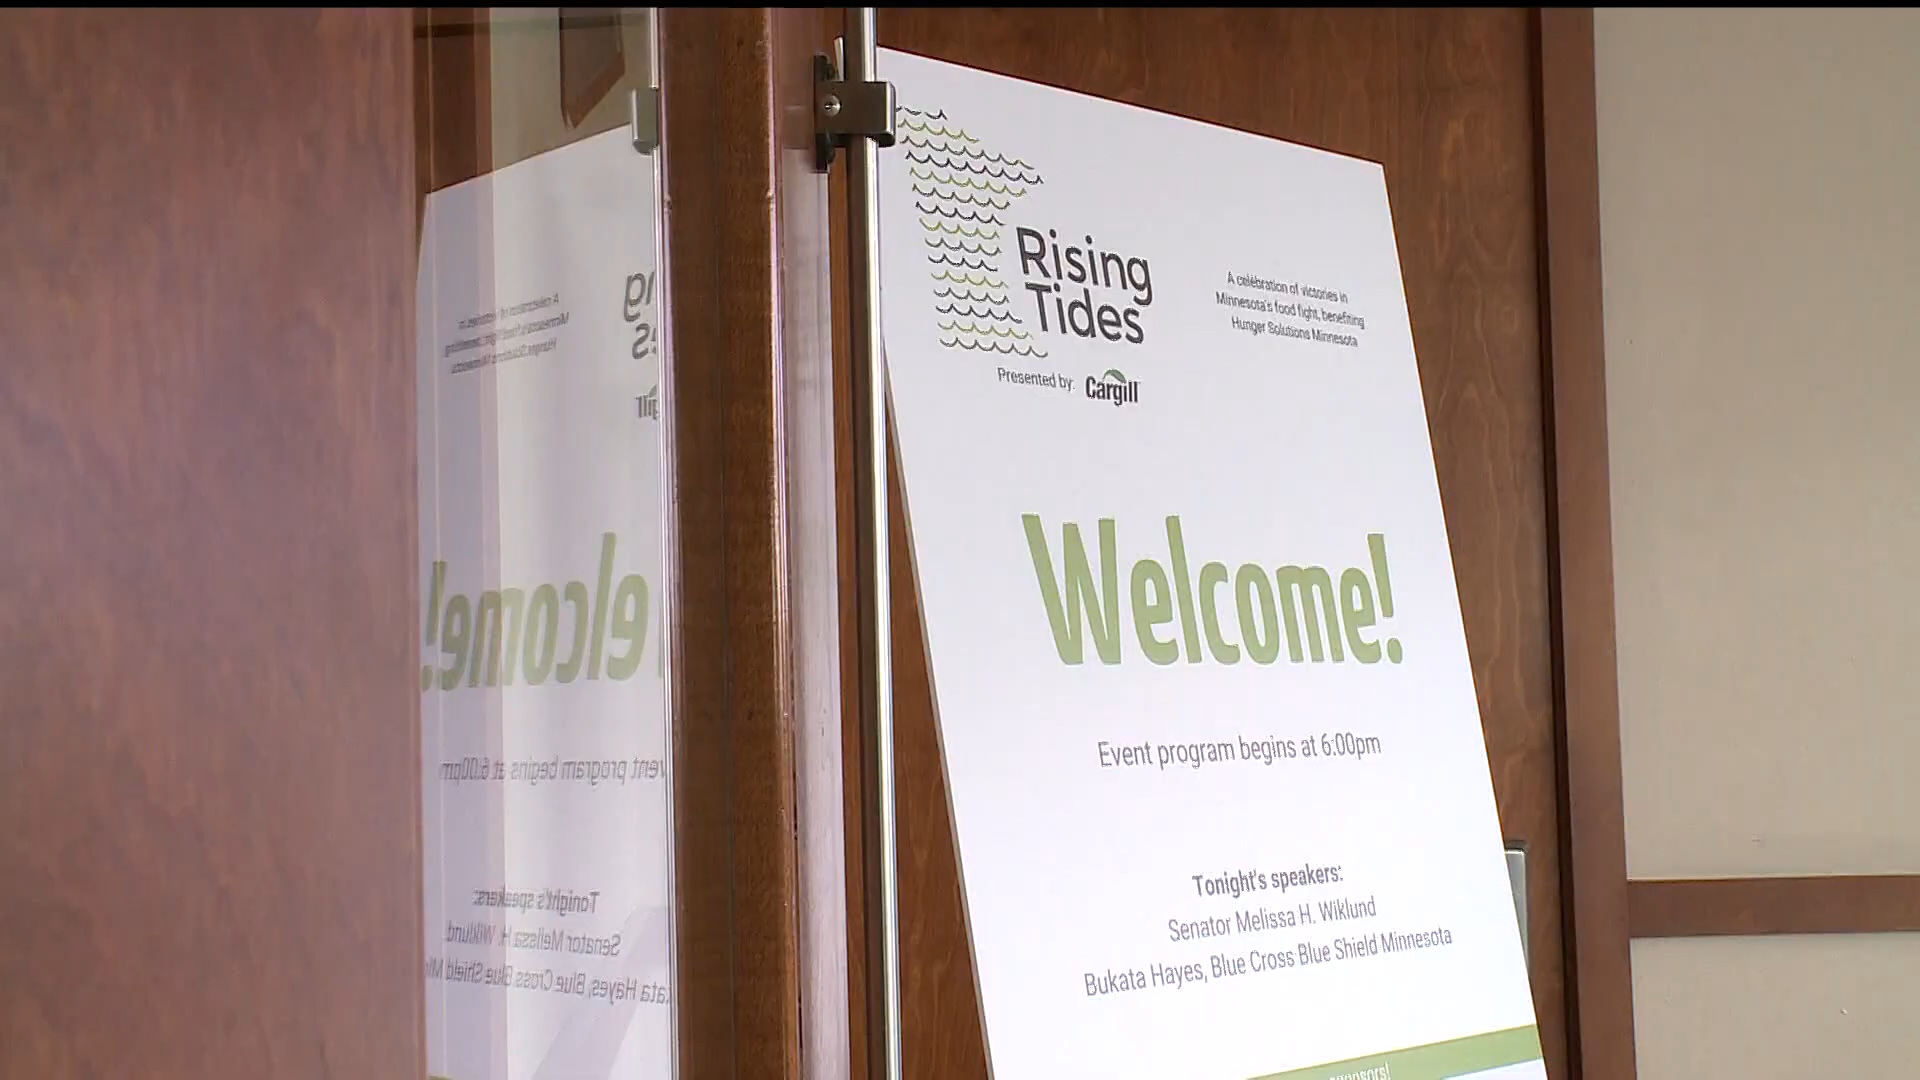 Rising
Tides
Presented by: Cargill
A celebration of victories in
Minnesota's food fight, benefiting
Hunger Solutions Minnesota
Welcome!
Event program begins at 6:00pm
Tonight's speakers:
Senator Melissa H. Wiklund
Bukata Hayes, Blue Cross Blue Shield Minnesota